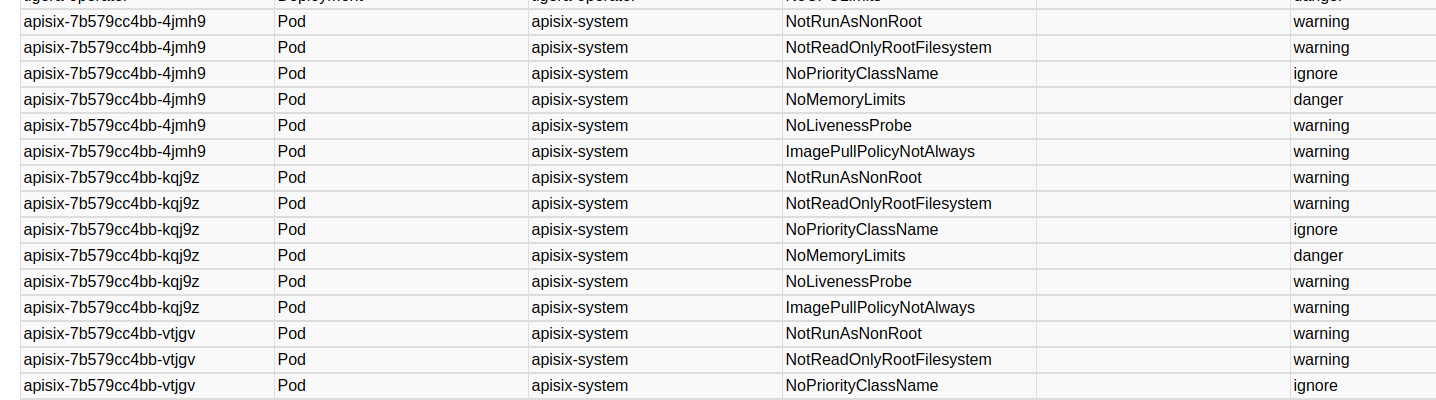 apisix-7b579cc4bb-4jmh9 Pod apisix-system NotRunAsNonRoot warning
apisix-7b579cc4bb-4jmh9 Pod apisix-system NotReadOnlyRootFilesystem warning
apisix-7b579cc4bb-4jmh9 Pod apisix-system NoPriorityClassName ignore
apisix-7b579cc4bb-4jmh9 Pod apisix-system NoMemoryLimits danger
apisix-7b579cc4bb-4jmh9 Pod apisix-system NoLivenessProbe warning
apisix-7b579cc4bb-4jmh9 Pod apisix-system ImagePullPolicyNotAlways warning
apisix-7b579cc4bb-kqj9z Pod apisix-system NotRunAsNonRoot warning
apisix-7b579cc4bb-kqj9z Pod apisix-system NotReadOnlyRootFilesystem warning
apisix-7b579cc4bb-kqj9z Pod apisix-system NoPriorityClassName ignore
apisix-7b579cc4bb-kqj9z Pod apisix-system NoMemoryLimits danger
apisix-7b579cc4bb-kqj9z Pod apisix-system NoLivenessProbe warning
apisix-7b579cc4bb-kqj9z Pod apisix-system ImagePullPolicyNotAlways warning
apisix-7b579cc4bb-vtjgv Pod apisix-system NotRunAsNonRoot warning
apisix-7b579cc4bb-vtjgv Pod apisix-system NotReadOnlyRootFilesystem warning
apisix-7b579cc4bb-vtjgv Pod apisix-system NoPriorityClassName ignore